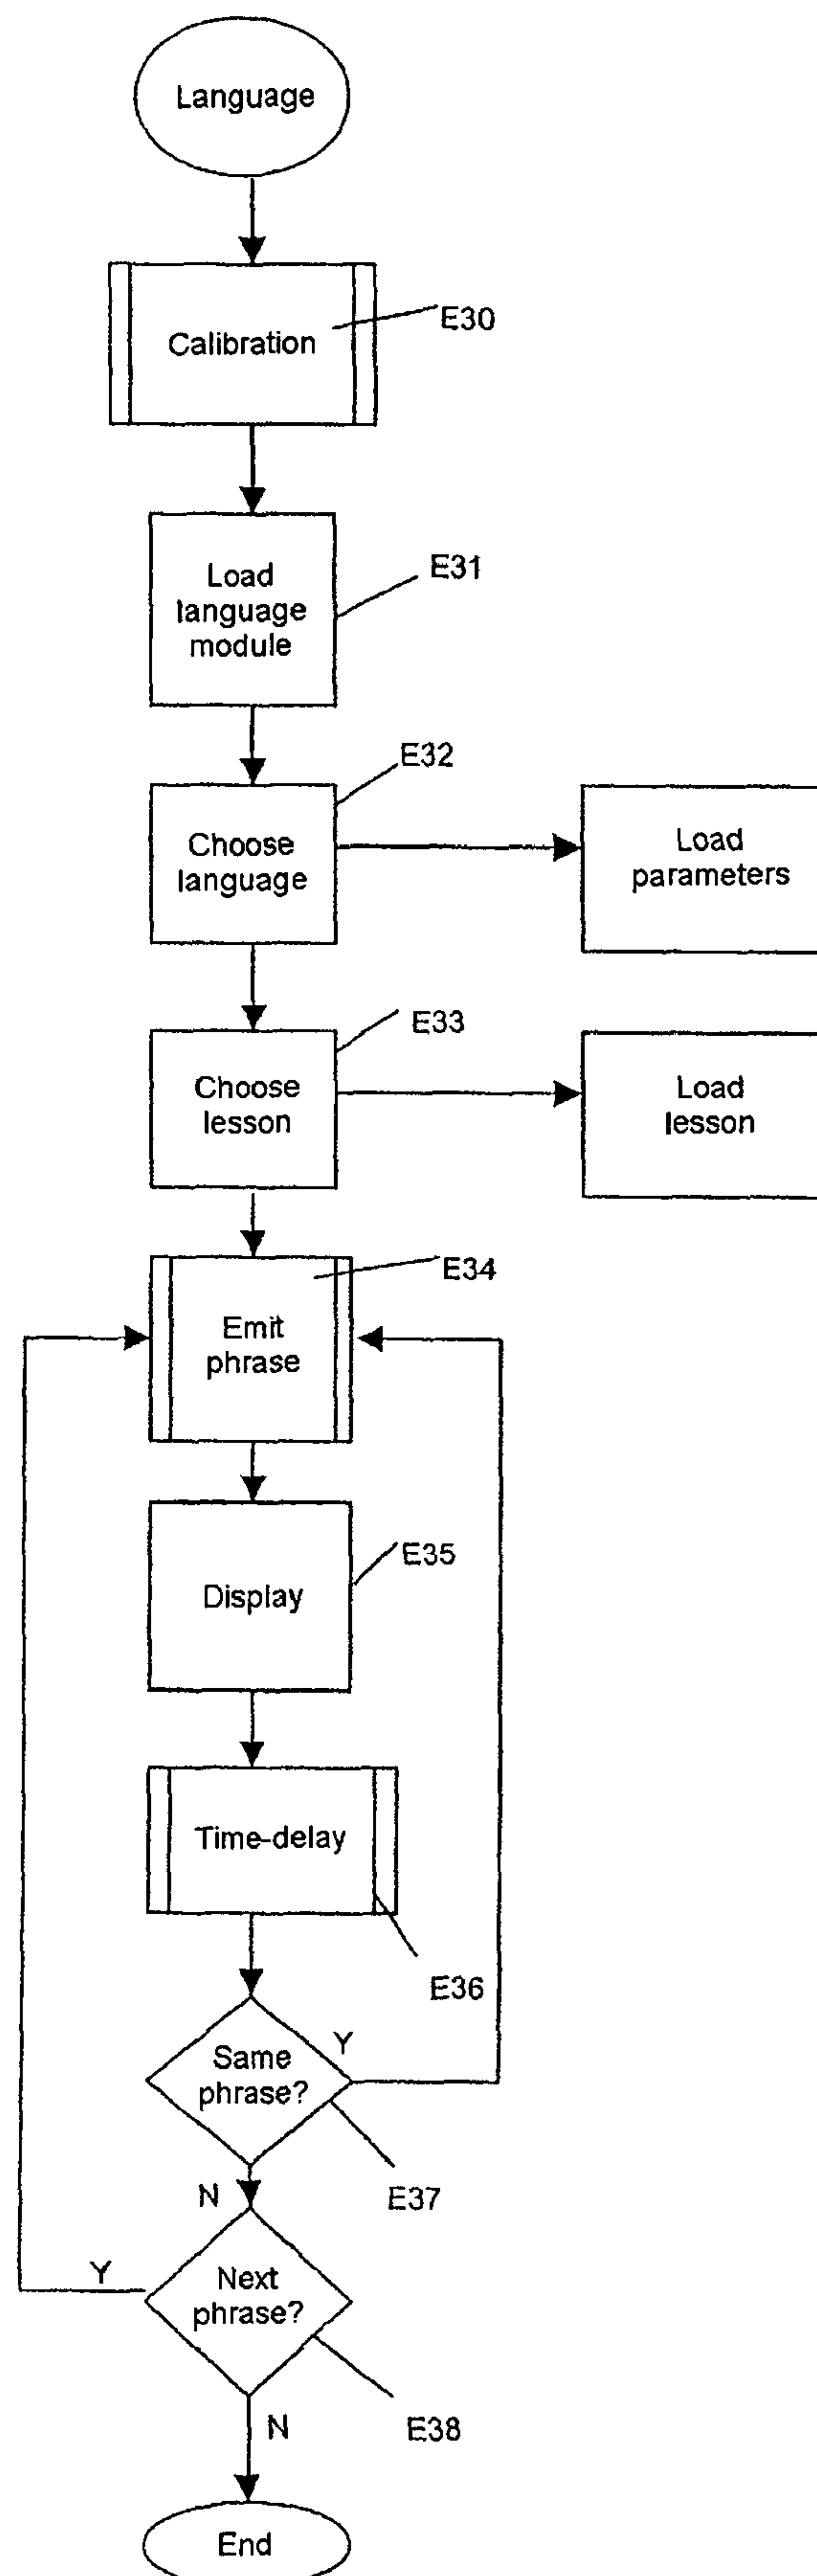 Language
Calibration
E30
Load
language
module
E31
E32
Choose
language
Load
parameters
E33
Choose
lesson
Load
lesson
E34
Emit
phrase
E35
Display
Time-delay
E36
Same
phrase?
Y
E37
N
Y
Next
phrase?
E38
N
End